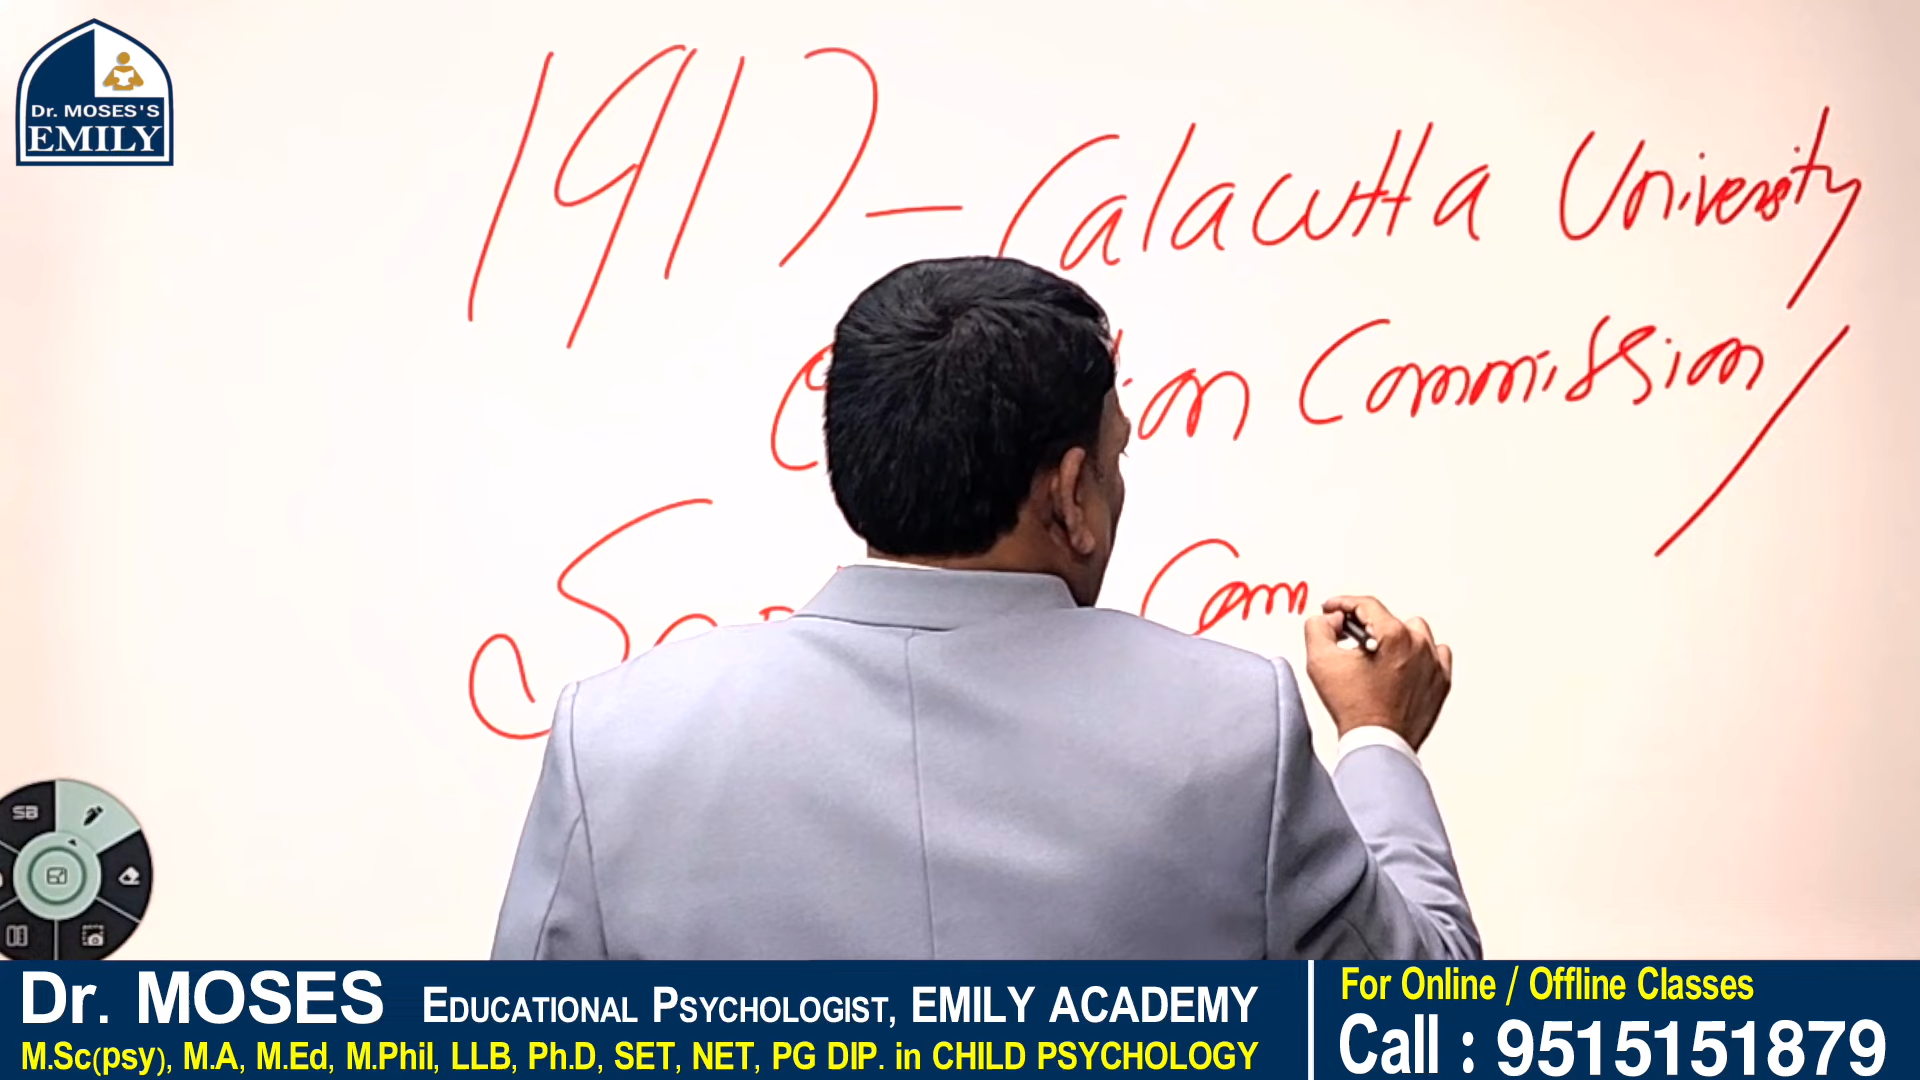 Dr. MOSES'S
EMILY
1917 - Calacutta University
Commission
Com
SB
Dr. MOSES EDUCATIONAL PSYCHOLOGIST, EMILY ACADEMY
M.Sc(psy), M.A, M.Ed, M.Phil, LLB, Ph.D, SET, NET, PG DIP. in CHILD PSYCHOLOGY
For Online / Offline Classes
Call : 9515151879